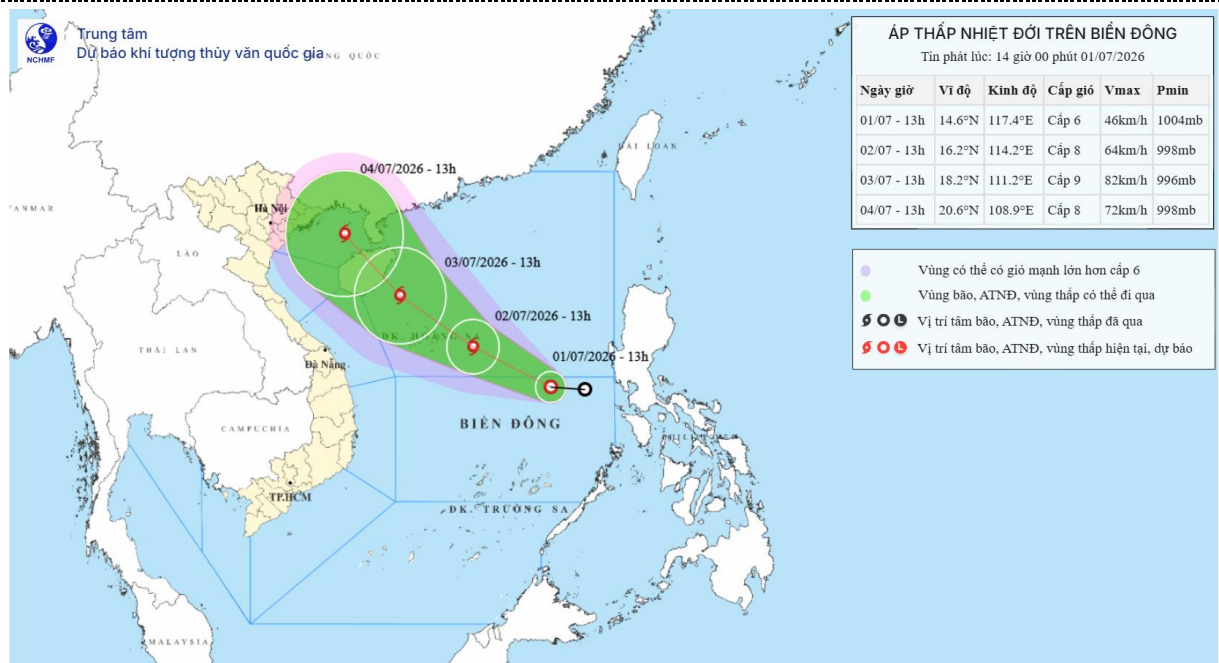 Trung tâm
Dự báo khí tượng thủy văn quốc gia
NCHMF
NG QUỐC
ÁP THẤP NHIỆT ĐỚI TRÊN BIỂN ĐÔNG
Tin phát lúc: 14 giờ 00 phút 01/07/2026
Ngày giờ Vĩ độ Kinh độ Cấp gió Vmax Pmin
01/07 - 13h 14.6°N 117.4°E Cấp 6 46km/h 1004mb
02/07 - 13h 16.2°N 114.2°E Cấp 8 64km/h 998mb
03/07 - 13h 18.2°N 111.2°E Cấp 9 82km/h 996mb
04/07 - 13h 20.6°N 108.9°E Cấp 8 72km/h 998mb
Vùng có thể có gió mạnh lớn hơn cấp 6
Vùng bão, ATNĐ, vùng thấp có thể đi qua
Vị trí tâm bão, ATNĐ, vùng thấp đã qua
Vị trí tâm bão, ATNĐ, vùng thấp hiện tại, dự báo
ĐÀI LOAN
04/07/2026 - 13h
ANMAR
Hà Nội
LÀO
03/07/2026 - 13h
02/07/2026 - 13h
ĐK. HOÀNG SA
THÁI LAN
Đà Nẵng
01/07/2026 - 13h
BIỂN ĐÔNG
CAMPUCHIA
TP.HCM
ĐK. TRƯỜNG SA
MALAYSIA